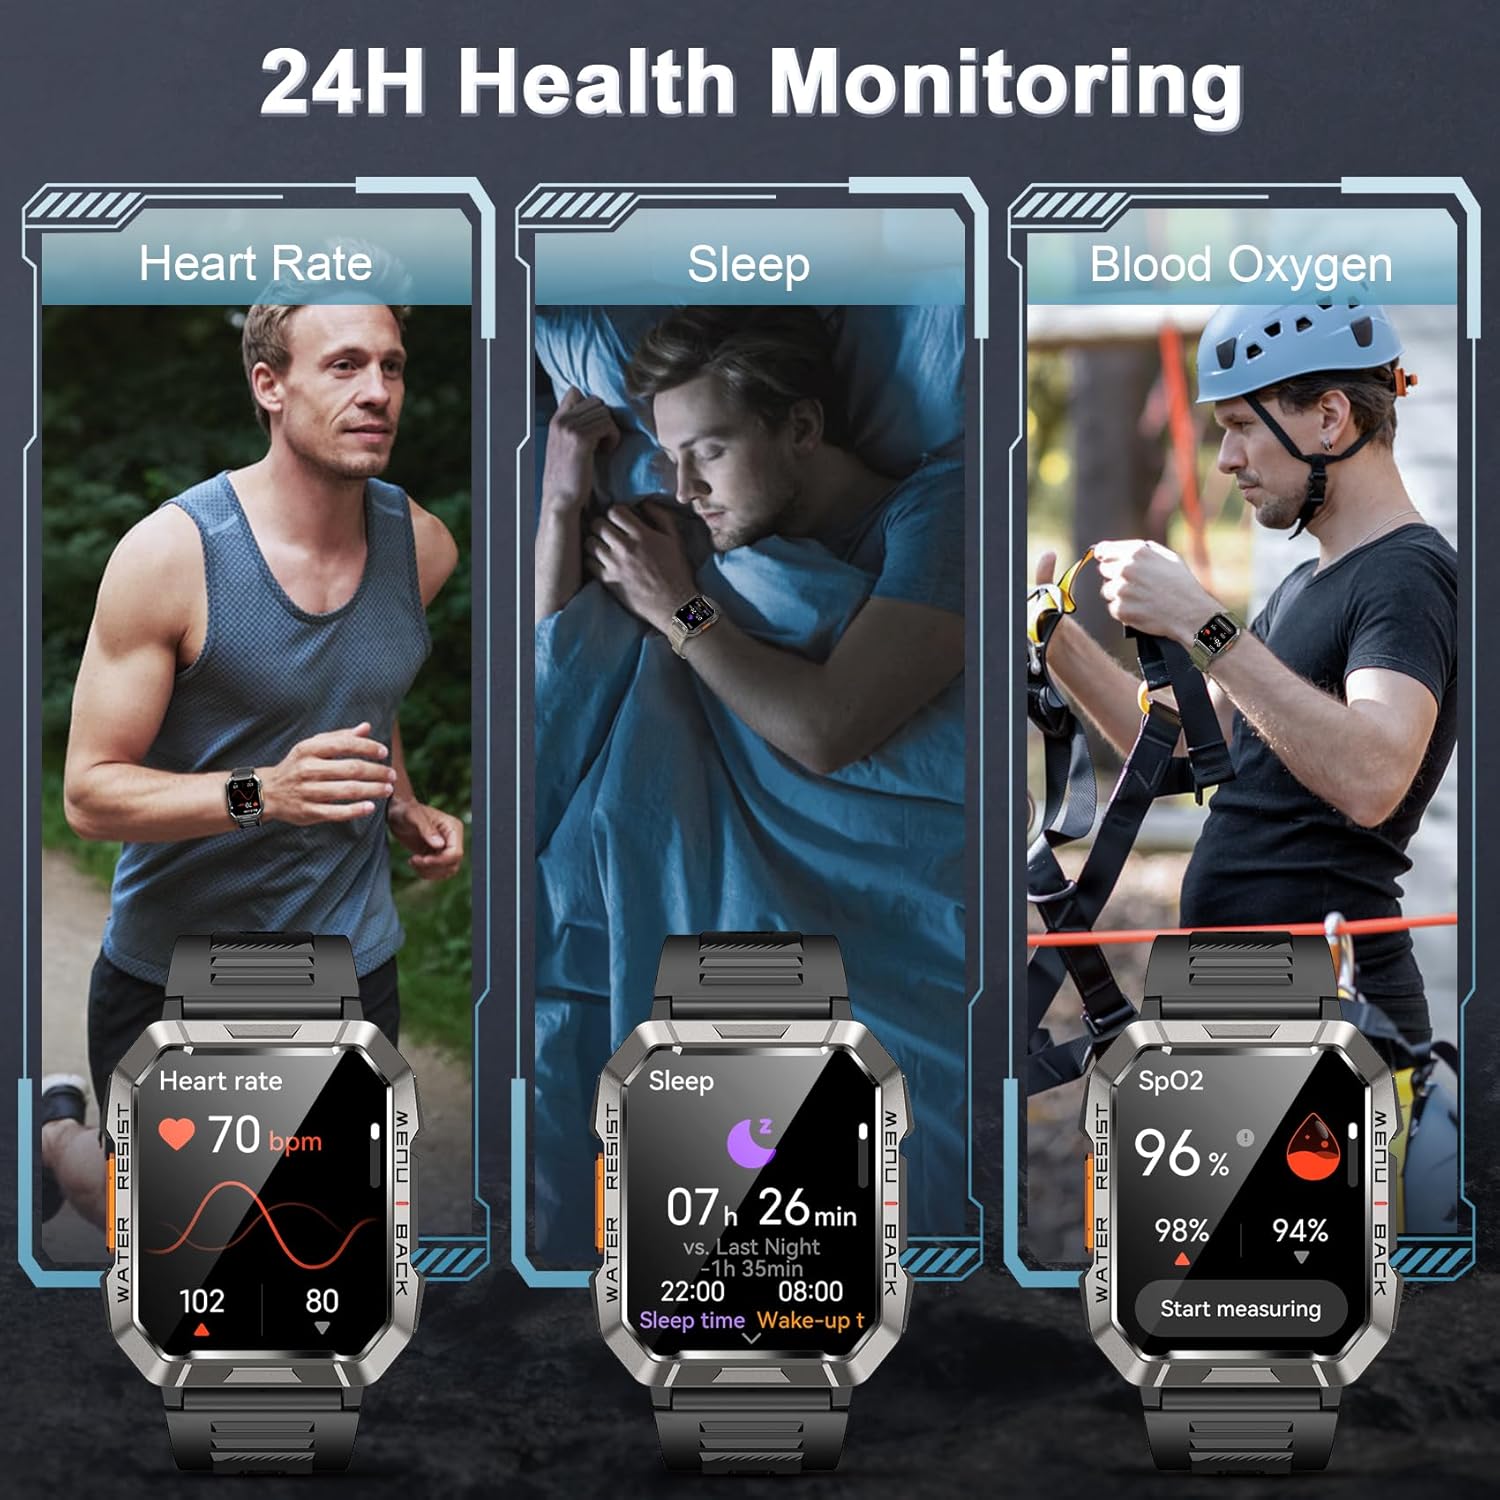 24H Health Monitoring
Heart Rate
Sleep
Blood Oxygen
Heart rate
70 bpm
102
80
WATER RESIST
MENU | BACK
Sleep
z
07h 26min
vs. Last Night
-1h 35min
22:00
08:00
Sleep time
Wake-up t
WATER RESIST
MENU | BACK
SpO2
96 %
!
98%
94%
Start measuring
WATER RESIST
MENU | BACK